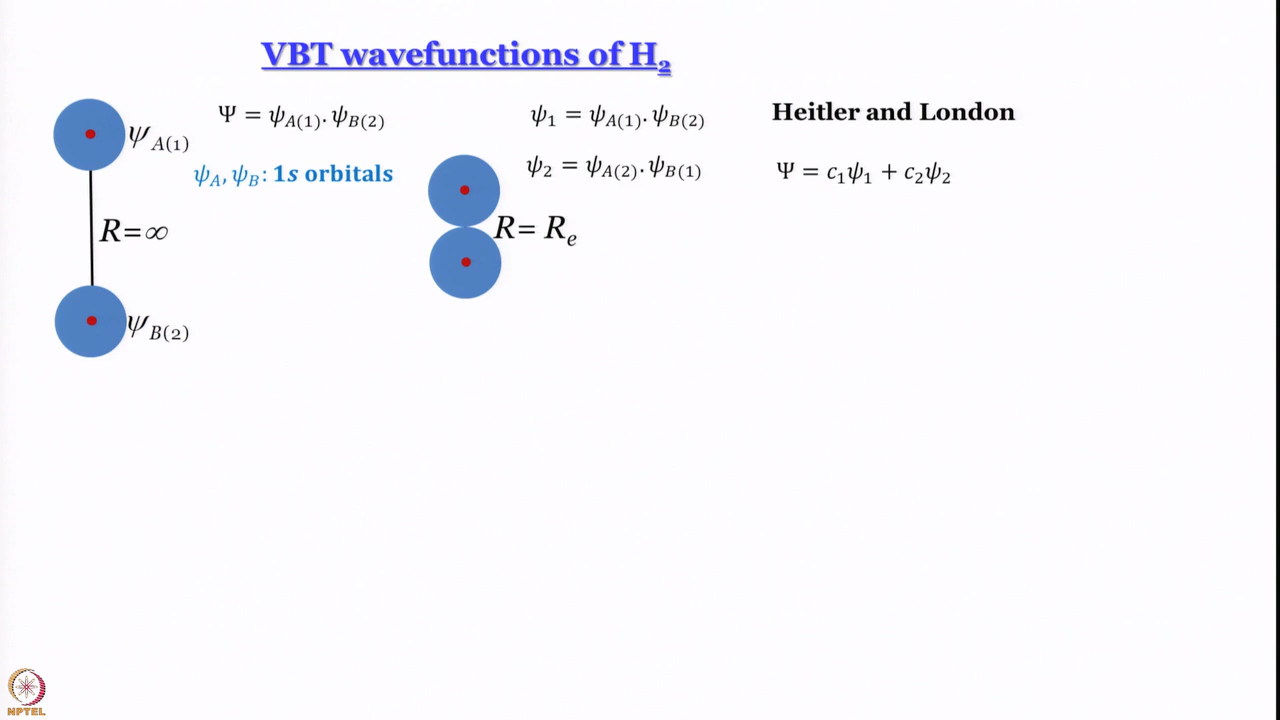 VBT wavefunctions of H₂
ψ_A(1)
R=∞
ψ_B(2)
Ψ = ψ_A(1). ψ_B(2)
ψ_A, ψ_B: 1s orbitals
ψ₁ = ψ_A(1). ψ_B(2)
ψ₂ = ψ_A(2). ψ_B(1)
R= Rₑ
Heitler and London
Ψ = c₁ψ₁ + c₂ψ₂
NPTEL